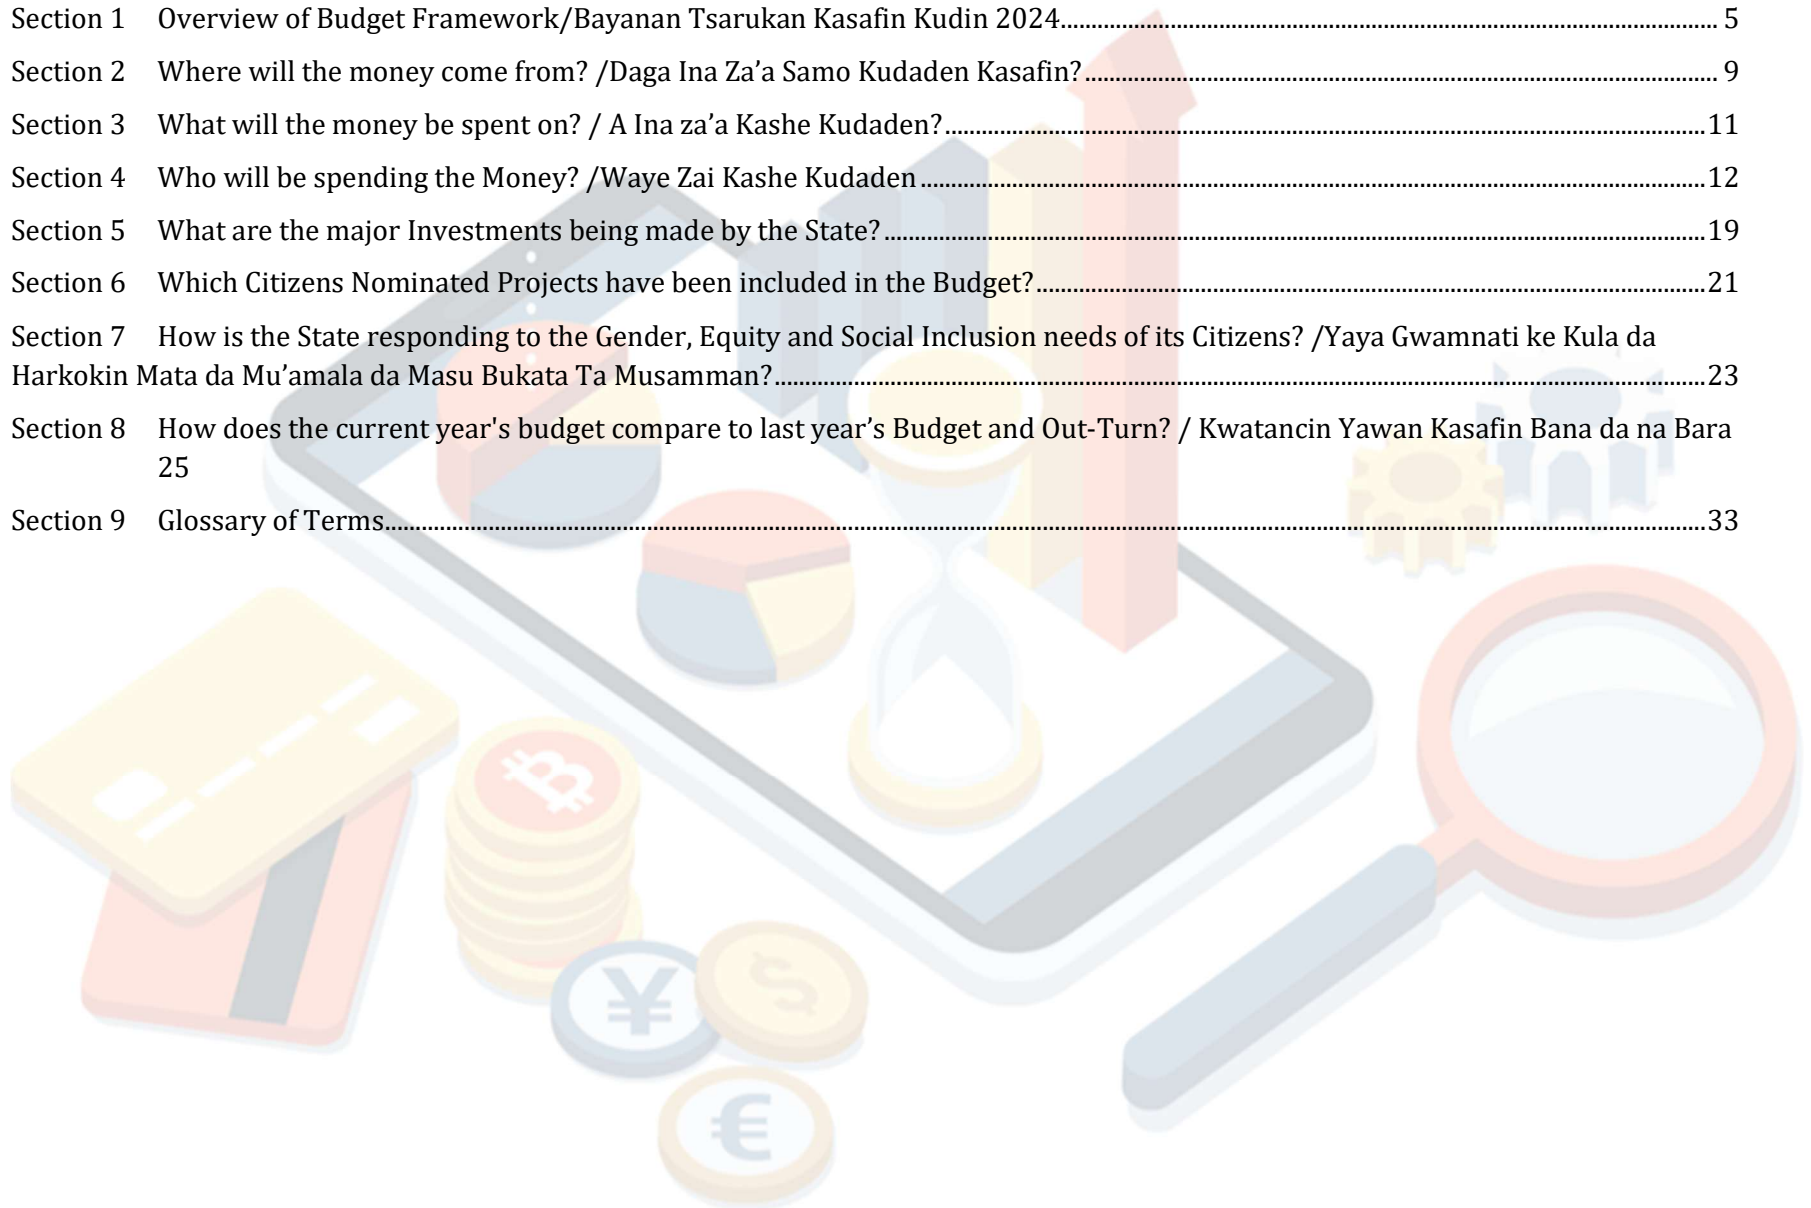 Section 1 Overview of Budget Framework/Bayanan Tsarukan Kasafin Kudin 2024 5
Section 2 Where will the money come from? /Daga Ina Za'a Samo Kudaden Kasafin? 9
Section 3 What will the money be spent on? / A Ina za’a Kashe Kudaden? 11
Section 4 Who will be spending the Money? /Waye Zai Kashe Kudaden 12
Section 5 What are the major Investments being made by the State? 19
Section 6 Which Citizens Nominated Projects have been included in the Budget? 21
Section 7 How is the State responding to the Gender, Equity and Social Inclusion needs of its Citizens? /Yaya Gwamnati ke Kula da
Harkokin Mata da Mu’amala da Masu Bukata Ta Musamman? 23
Section 8 How does the current year's budget compare to last year’s Budget and Out-Turn? / Kwatancin Yawan Kasafin Bana da na Bara
25
Section 9 Glossary of Terms 33